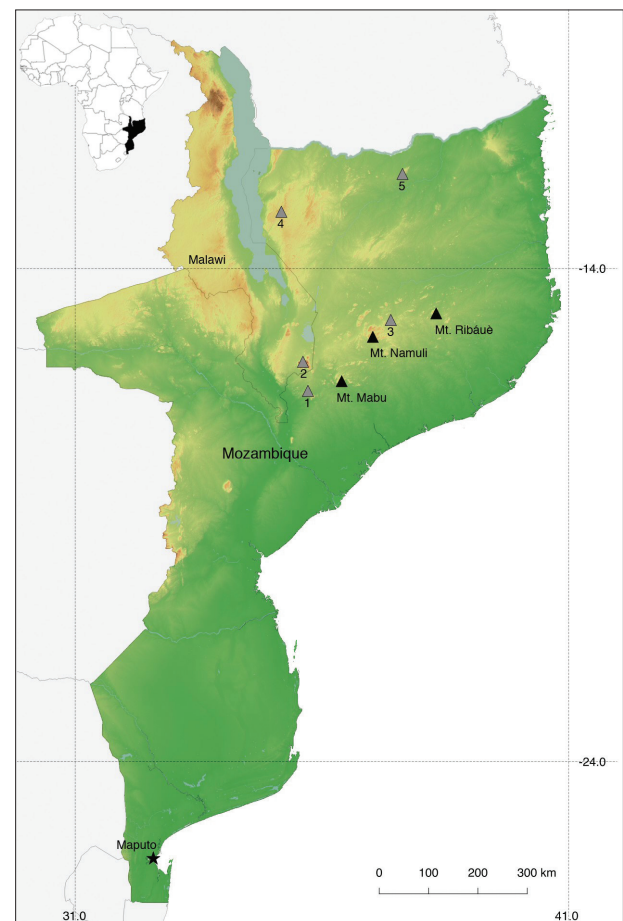 5
4
Malawi
-14.0
3
Mt. Ribáuè
Mt. Namuli
2
1
Mt. Mabu
Mozambique
-24.0
Maputo
0 100 200 300 km
31.0 41.0